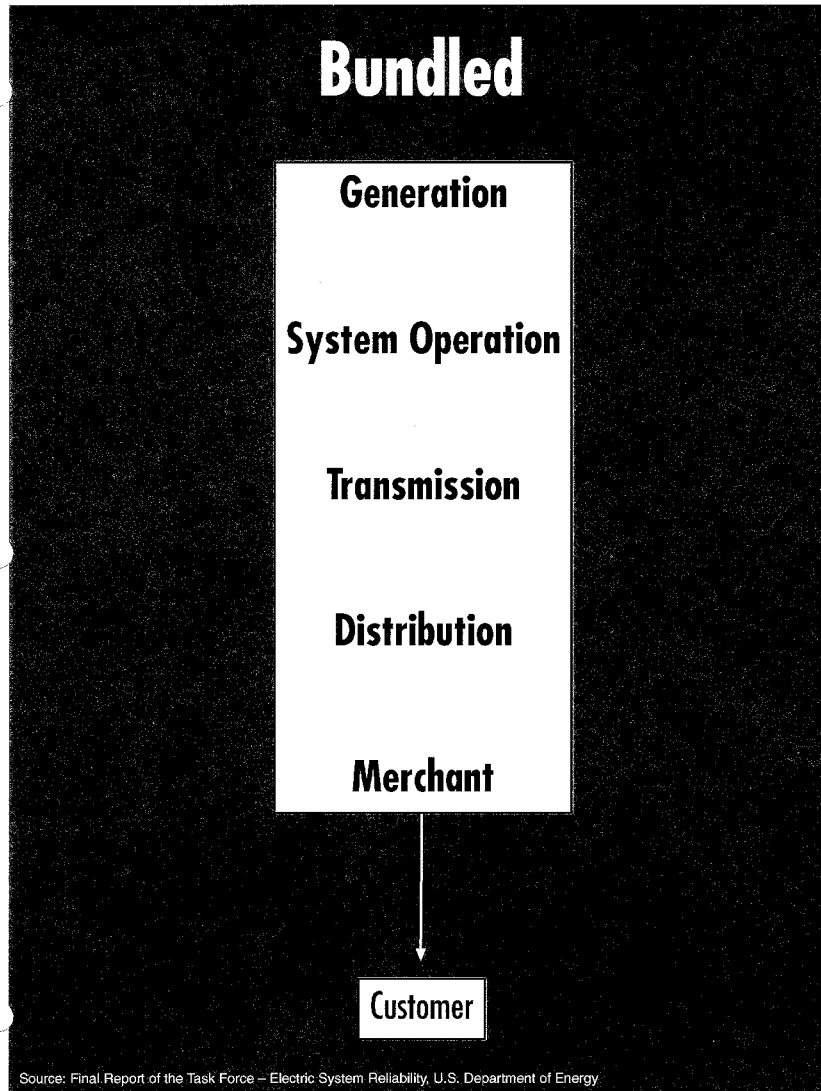 Bundled
Generation
System Operation
Transmission
Distribution
Merchant
Customer
Source: Final Report of the Task Force – Electric System Reliability, U.S. Department of Energy